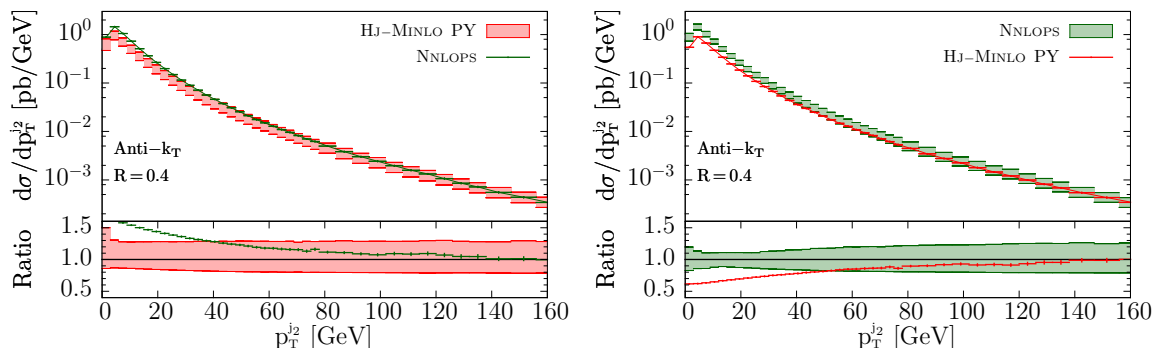 dσ/dp_T^{j_2} [pb/GeV]
10^0
10^{-1}
10^{-2}
10^{-3}
HJ–MINLO PY
NNLOPS
Anti−k_T
R = 0.4
Ratio
1.5
1.0
0.5
0 20 40 60 80 100 120 140 160
p_T^{j_2} [GeV]
dσ/dp_T^{j_2} [pb/GeV]
10^0
10^{-1}
10^{-2}
10^{-3}
NNLOPS
HJ–MINLO PY
Anti−k_T
R = 0.4
Ratio
1.5
1.0
0.5
0 20 40 60 80 100 120 140 160
p_T^{j_2} [GeV]